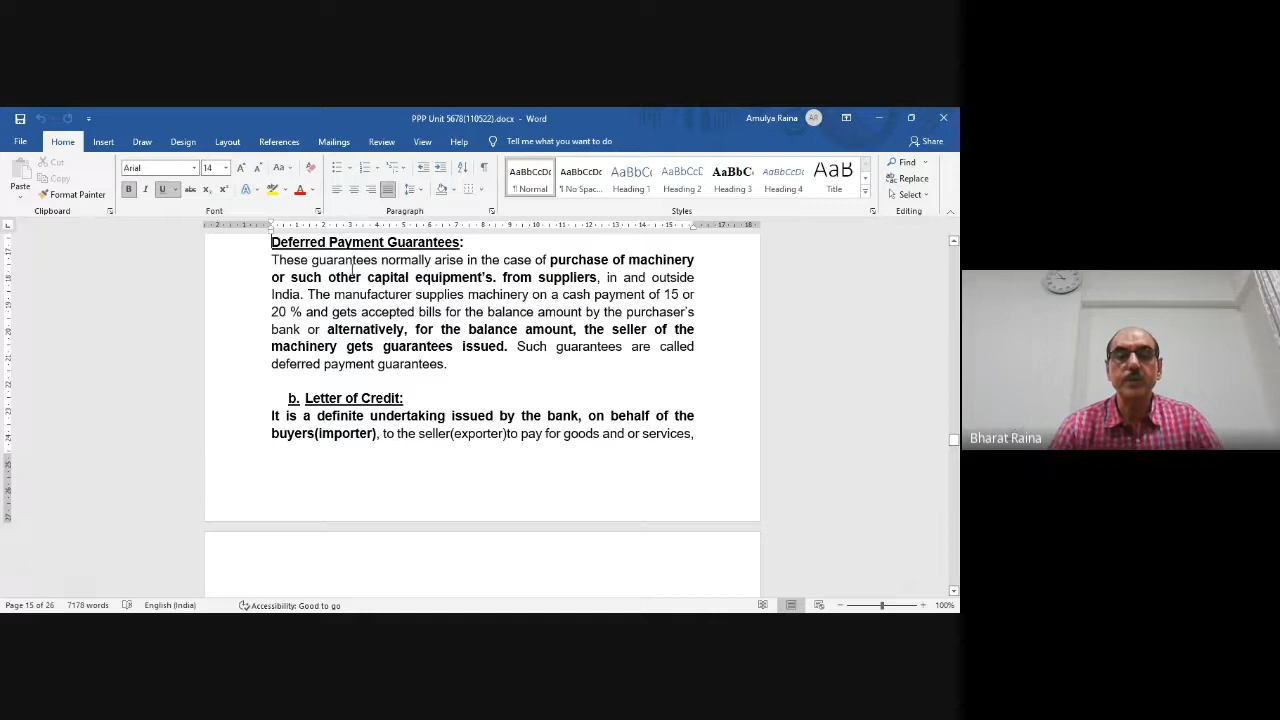 PPP Unit 5678(110522).docx - Word
Amulya Raina
AR
File Home Insert Draw Design Layout References Mailings Review View Help Tell me what you want to do Share
Paste
Cut
Copy
Format Painter
Clipboard
Arial 14
Font
Paragraph
AaBbCcDc AaBbCcDc AaBbC AaBbCcD AaBbC AaBbCcDc AaB
¶ Normal ¶ No Spac... Heading 1 Heading 2 Heading 3 Heading 4 Title
Styles
Find
Replace
Select
Editing
Deferred Payment Guarantees:
These guarantees normally arise in the case of purchase of machinery
or such other capital equipment's. from suppliers, in and outside
India. The manufacturer supplies machinery on a cash payment of 15 or
20 % and gets accepted bills for the balance amount by the purchaser's
bank or alternatively, for the balance amount, the seller of the
machinery gets guarantees issued. Such guarantees are called
deferred payment guarantees.
b. Letter of Credit:
It is a definite undertaking issued by the bank, on behalf of the
buyers(importer), to the seller(exporter)to pay for goods and or services,
Page 15 of 26 7178 words English (India) Accessibility: Good to go 100%
Bharat Raina